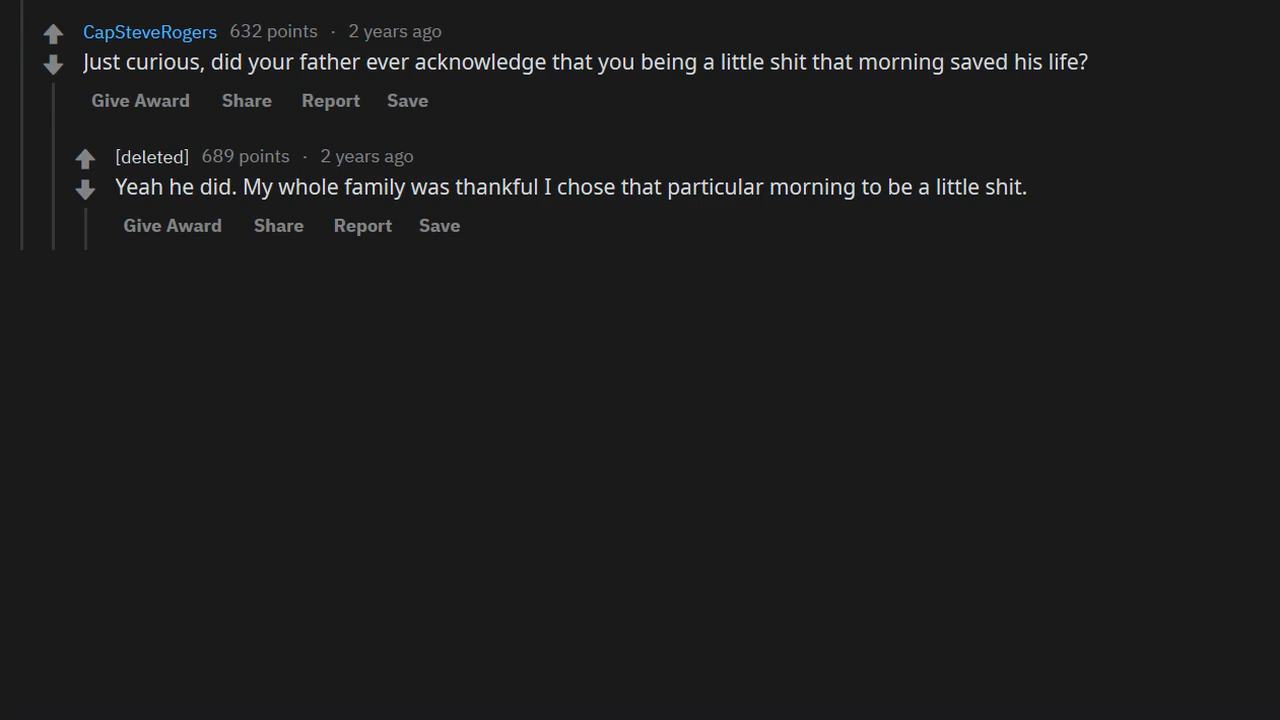 CapSteveRogers 632 points · 2 years ago
Just curious, did your father ever acknowledge that you being a little shit that morning saved his life?
Give Award Share Report Save
[deleted] 689 points · 2 years ago
Yeah he did. My whole family was thankful I chose that particular morning to be a little shit.
Give Award Share Report Save